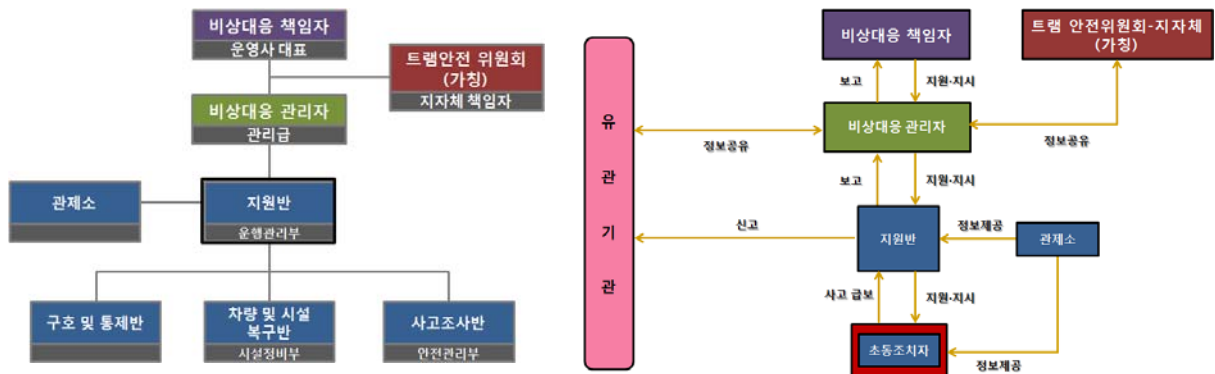 비상대응 책임자
운영사 대표
트램안전 위원회
(가칭)
지자체 책임자
비상대응 관리자
관리급
관제소
지원반
운행관리부
구호 및 통제반
차량 및 시설
복구반
시설정비부
사고조사반
안전관리부
유
관
기
관
비상대응 책임자
트램 안전위원회-지자체
(가칭)
보고
지원·지시
비상대응 관리자
정보공유
정보공유
보고
지원·지시
신고
지원반
정보제공
관제소
사고 급보
지원·지시
초동조치자
정보제공